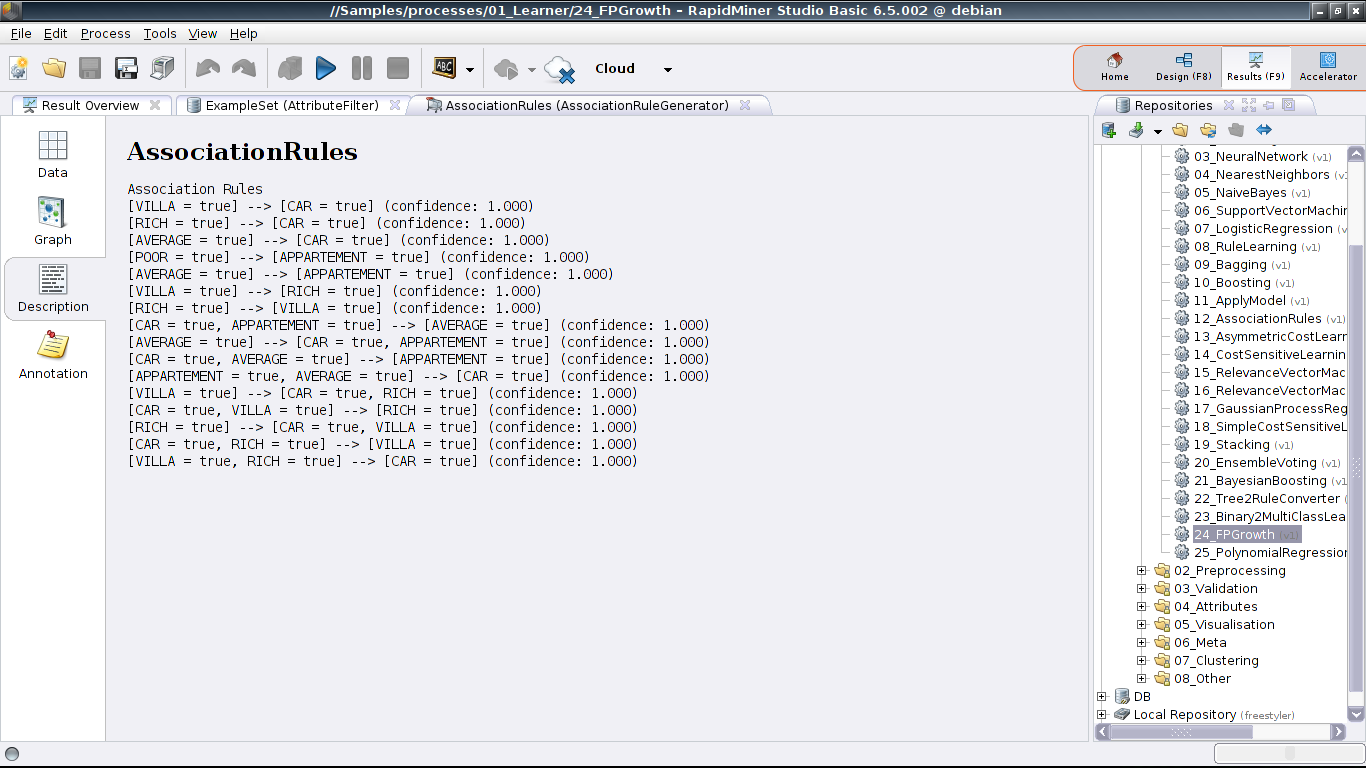 //Samples/processes/01_Learner/24_FPGrowth – RapidMiner Studio Basic 6.5.002 @ debian
File Edit Process Tools View Help
ABC
Cloud
Home
Design (F8)
Results (F9)
Accelerator
Result Overview
ExampleSet (AttributeFilter)
AssociationRules (AssociationRuleGenerator)
Data
Graph
Description
Annotation
AssociationRules
Association Rules
[VILLA = true] --> [CAR = true] (confidence: 1.000)
[RICH = true] --> [CAR = true] (confidence: 1.000)
[AVERAGE = true] --> [CAR = true] (confidence: 1.000)
[POOR = true] --> [APPARTEMENT = true] (confidence: 1.000)
[AVERAGE = true] --> [APPARTEMENT = true] (confidence: 1.000)
[VILLA = true] --> [RICH = true] (confidence: 1.000)
[RICH = true] --> [VILLA = true] (confidence: 1.000)
[CAR = true, APPARTEMENT = true] --> [AVERAGE = true] (confidence: 1.000)
[AVERAGE = true] --> [CAR = true, APPARTEMENT = true] (confidence: 1.000)
[CAR = true, AVERAGE = true] --> [APPARTEMENT = true] (confidence: 1.000)
[APPARTEMENT = true, AVERAGE = true] --> [CAR = true] (confidence: 1.000)
[VILLA = true] --> [CAR = true, RICH = true] (confidence: 1.000)
[CAR = true, VILLA = true] --> [RICH = true] (confidence: 1.000)
[RICH = true] --> [CAR = true, VILLA = true] (confidence: 1.000)
[CAR = true, RICH = true] --> [VILLA = true] (confidence: 1.000)
[VILLA = true, RICH = true] --> [CAR = true] (confidence: 1.000)
Repositories
03_NeuralNetwork (v1)
04_NearestNeighbors (v:
05_NaiveBayes (v1)
06_SupportVectorMachin
07_LogisticRegression (v
08_RuleLearning (v1)
09_Bagging (v1)
10_Boosting (v1)
11_ApplyModel (v1)
12_AssociationRules (v1)
13_AsymmetricCostLearr
14_CostSensitiveLearnin
15_RelevanceVectorMac
16_RelevanceVectorMac
17_GaussianProcessReg
18_SimpleCostSensitiveL
19_Stacking (v1)
20_EnsembleVoting (v1)
21_BayesianBoosting (v1
22_Tree2RuleConverter (
23_Binary2MultiClassLea
24_FPGrowth (v1)
25_PolynomialRegression
02_Preprocessing
03_Validation
04_Attributes
05_Visualisation
06_Meta
07_Clustering
08_Other
DB
Local Repository (freestyler)